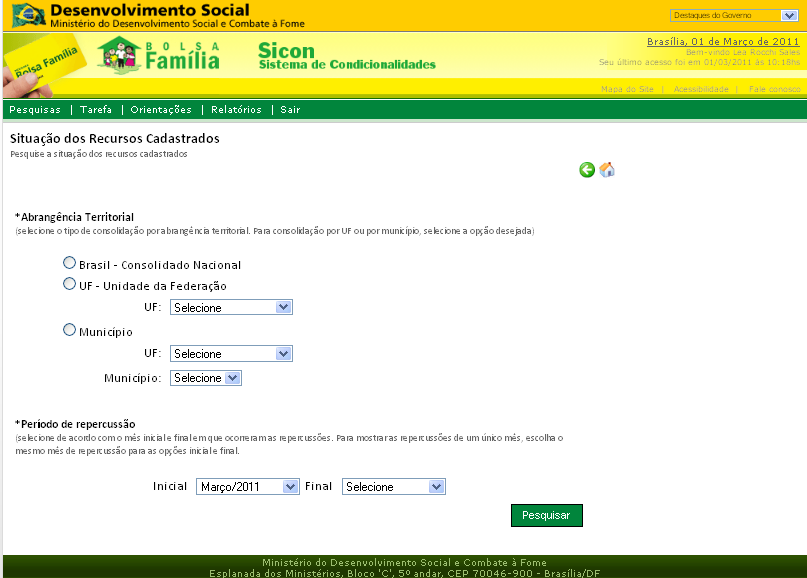 Desenvolvimento Social
Ministério do Desenvolvimento Social e Combate à Fome
Destaques do Governo
Bolsa Família
BOLSA
Família
Sicon
Sistema de Condicionalidades
Brasília, 01 de Março de 2011
Bem-vindo Lea Rocchi Sales
Seu último acesso foi em 01/03/2011 às 10:18hs
Mapa do Site | Acessibilidade | Fale conosco
Pesquisas | Tarefa | Orientações | Relatórios | Sair
Situação dos Recursos Cadastrados
Pesquise a situação dos recursos cadastrados
*Abrangência Territorial
(selecione o tipo de consolidação por abrangência territorial. Para consolidação por UF ou por município, selecione a opção desejada)
Brasil - Consolidado Nacional
UF - Unidade da Federação
UF: Selecione
Município
UF: Selecione
Município: Selecione
*Período de repercussão
(selecione de acordo com o mês inicial e final em que ocorreram as repercussões. Para mostrar as repercussões de um único mês, escolha o
mesmo mês de repercussão para as opções inicial e final.
Inicial Março/2011 Final Selecione
Pesquisar
Ministério do Desenvolvimento Social e Combate à Fome
Esplanada dos Ministérios, Bloco 'C', 5º andar, CEP 70046-900 - Brasília/DF